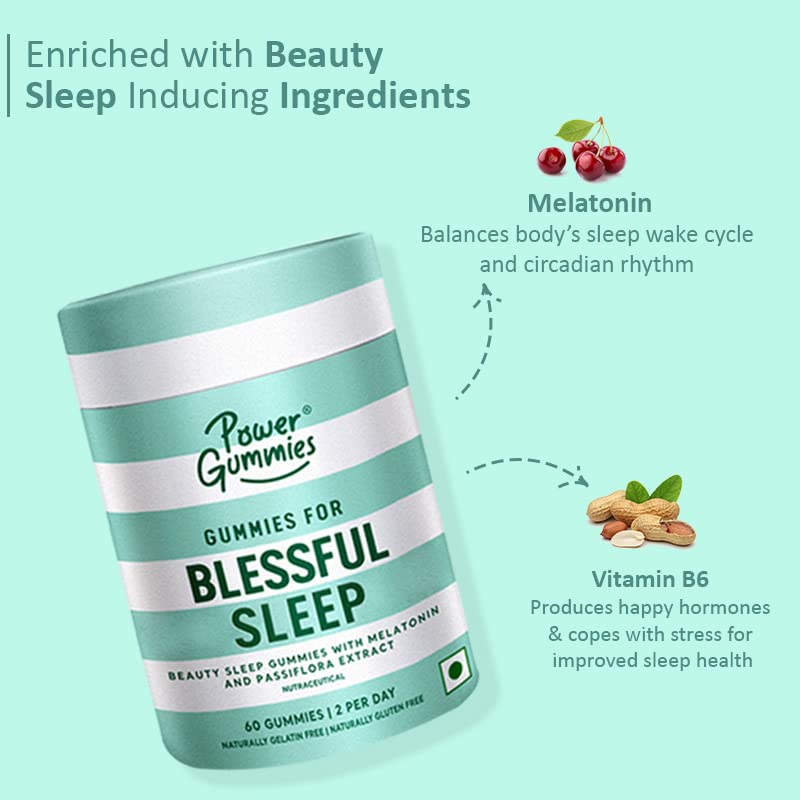 Enriched with Beauty
Sleep Inducing Ingredients
Melatonin
Balances body's sleep wake cycle
and circadian rhythm
Power®
Gummies
GUMMIES FOR
BLESSFUL
SLEEP
BEAUTY SLEEP GUMMIES WITH MELATONIN
AND PASSIFLORA EXTRACT
NUTRACEUTICAL
60 GUMMIES | 2 PER DAY
NATURALLY GELATIN FREE | NATURALLY GLUTEN FREE
Vitamin B6
Produces happy hormones
& copes with stress for
improved sleep health